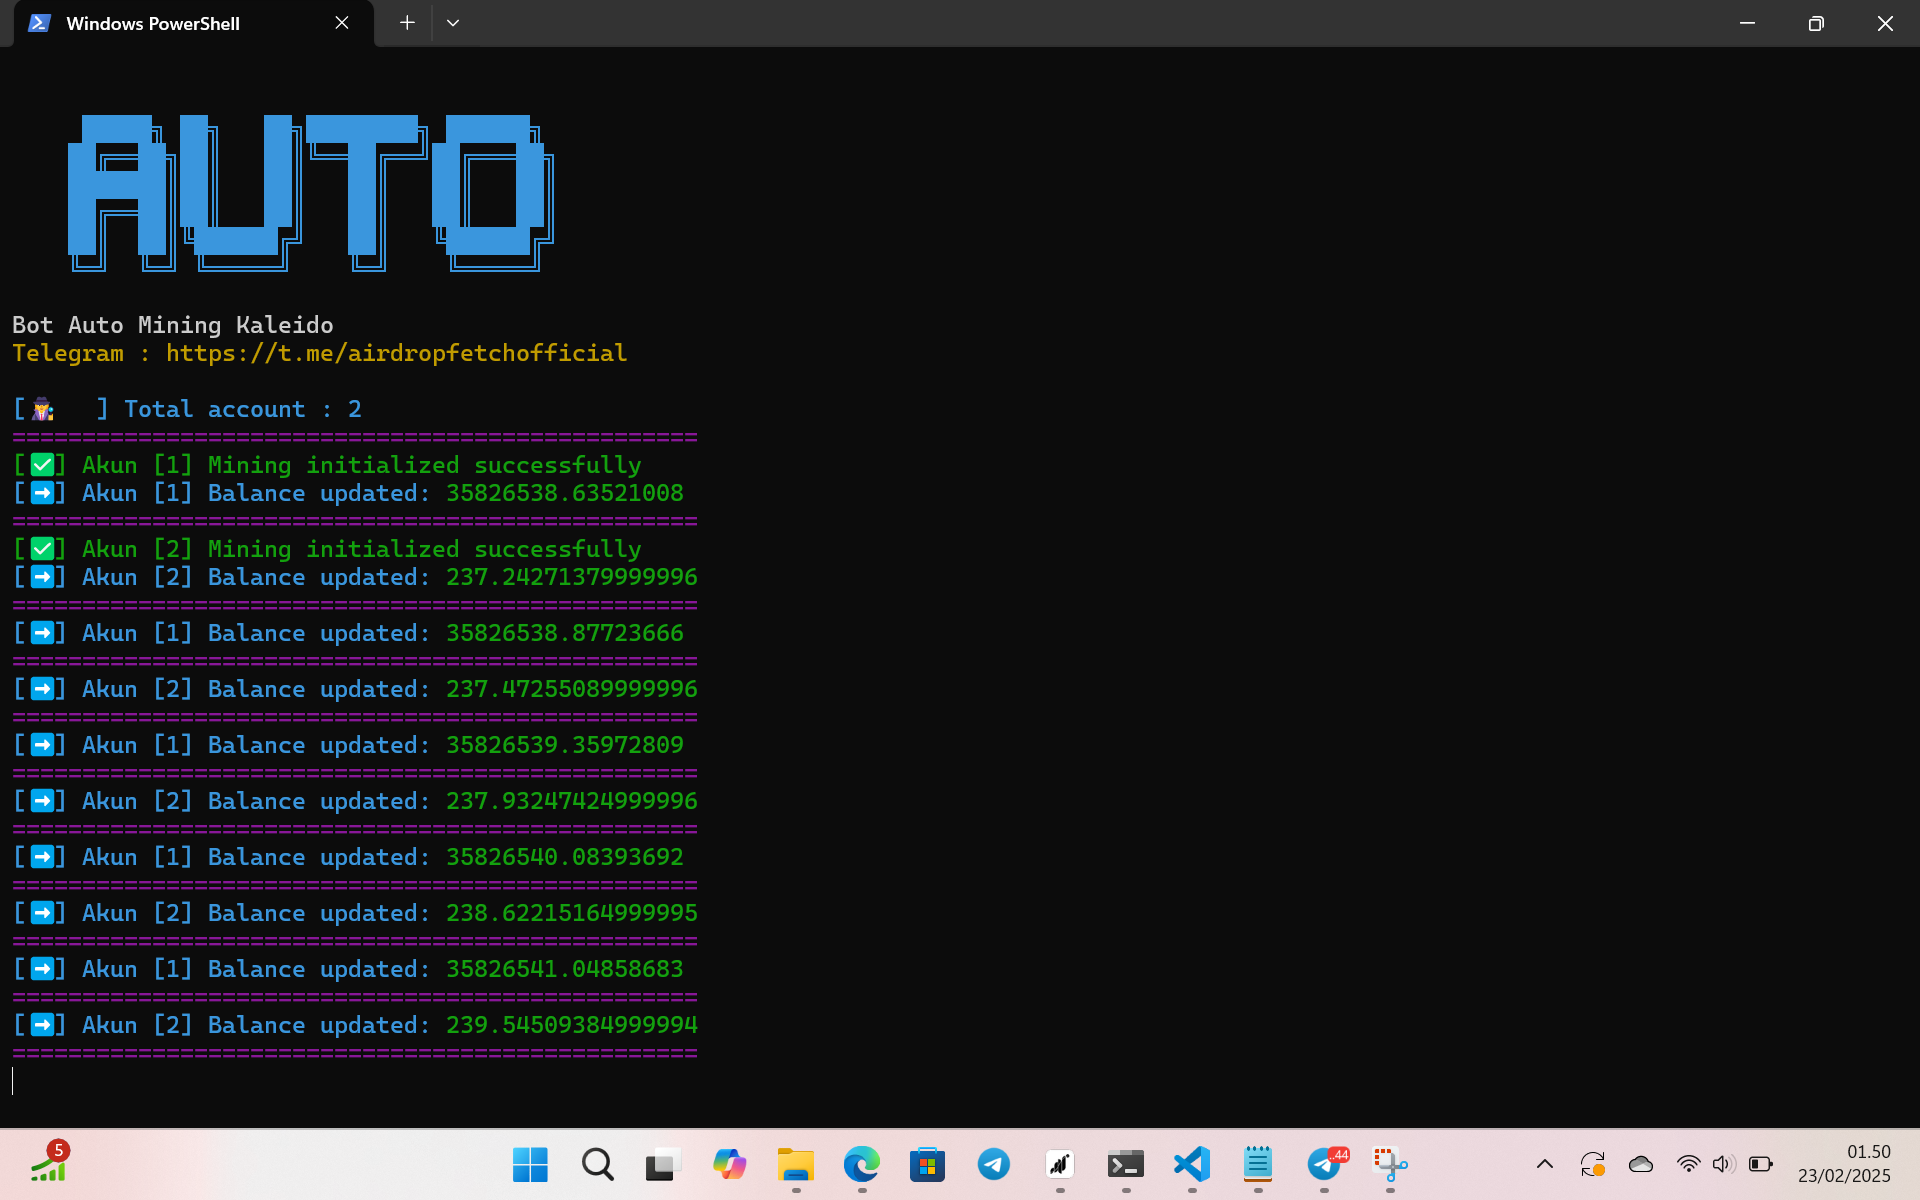 Windows PowerShell
AUTO
Bot Auto Mining Kaleido
Telegram : https://t.me/airdropfetchofficial
[🕵️ ] Total account : 2
=================================================
[✅] Akun [1] Mining initialized successfully
[➡️] Akun [1] Balance updated: 35826538.63521008
=================================================
[✅] Akun [2] Mining initialized successfully
[➡️] Akun [2] Balance updated: 237.24271379999996
=================================================
[➡️] Akun [1] Balance updated: 35826538.87723666
=================================================
[➡️] Akun [2] Balance updated: 237.47255089999996
=================================================
[➡️] Akun [1] Balance updated: 35826539.35972809
=================================================
[➡️] Akun [2] Balance updated: 237.93247424999996
=================================================
[➡️] Akun [1] Balance updated: 35826540.08393692
=================================================
[➡️] Akun [2] Balance updated: 238.62215164999995
=================================================
[➡️] Akun [1] Balance updated: 35826541.04858683
=================================================
[➡️] Akun [2] Balance updated: 239.54509384999994
=================================================
5
..44
01.50
23/02/2025